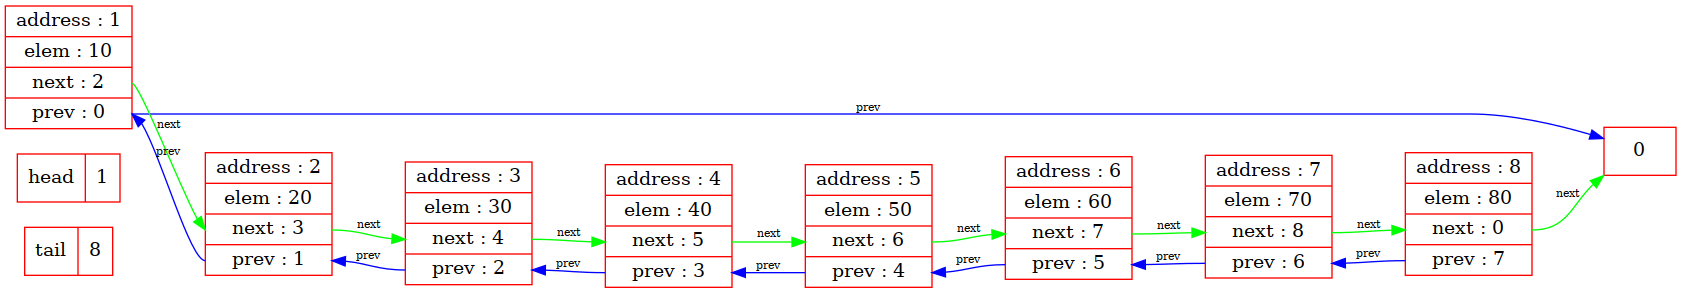 address : 1
elem : 10
next : 2
prev : 0
head 1
tail 8
address : 2
elem : 20
next : 3
prev : 1
address : 3
elem : 30
next : 4
prev : 2
address : 4
elem : 40
next : 5
prev : 3
address : 5
elem : 50
next : 6
prev : 4
address : 6
elem : 60
next : 7
prev : 5
address : 7
elem : 70
next : 8
prev : 6
address : 8
elem : 80
next : 0
prev : 7
0
prev
next
prev
next
prev
next
prev
next
prev
next
prev
next
prev
next
prev
next